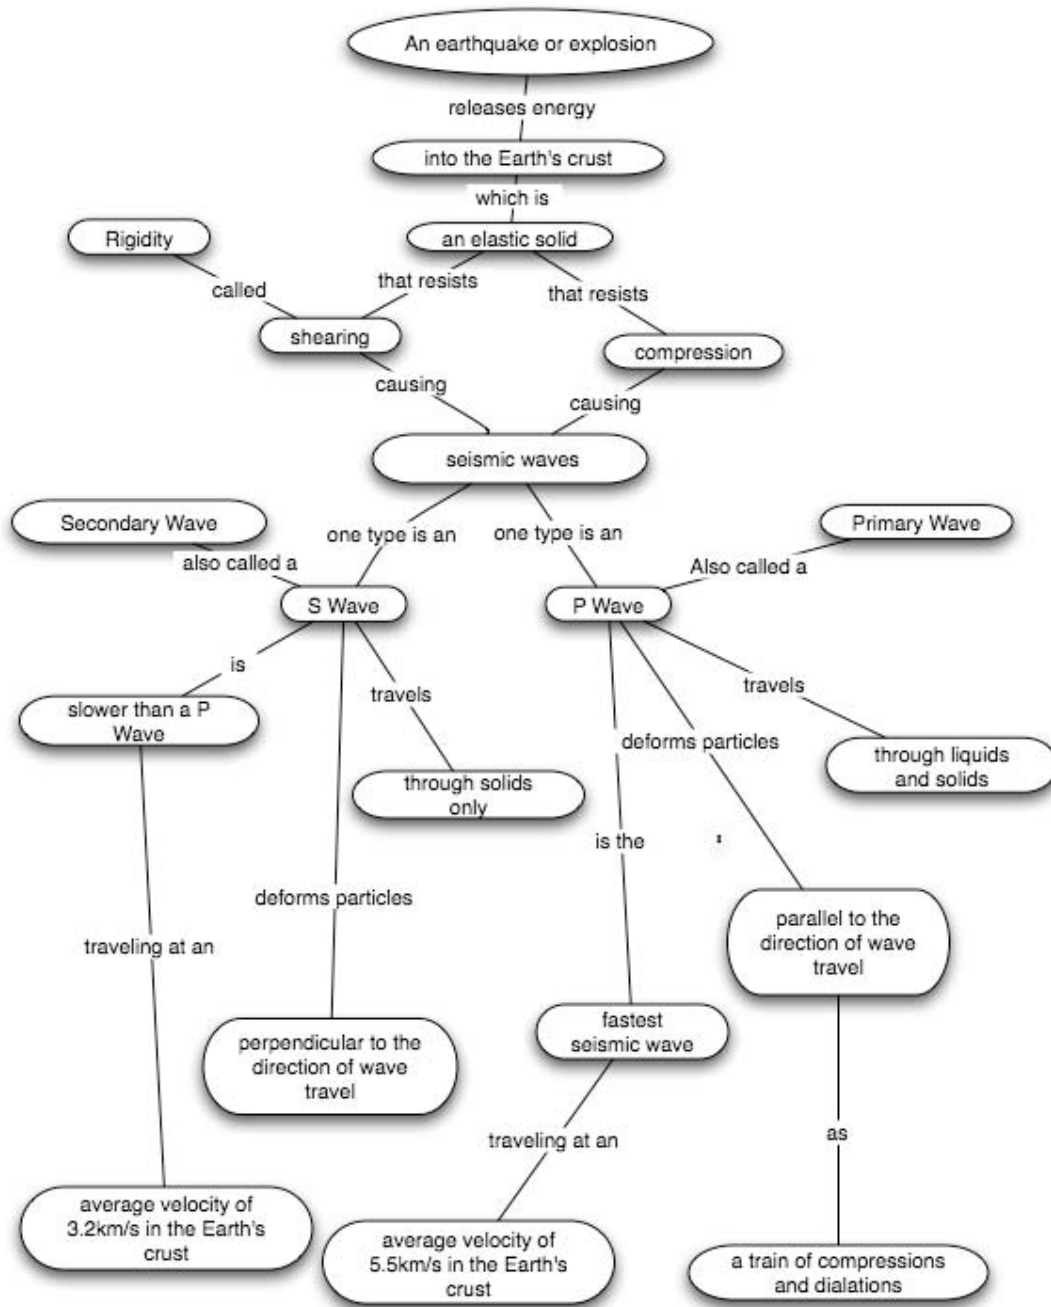 An earthquake or explosion
releases energy
into the Earth's crust
which is
an elastic solid
Rigidity
called
that resists
that resists
shearing
compression
causing
causing
seismic waves
Secondary Wave
also called a
one type is an
one type is an
Primary Wave
Also called a
S Wave
P Wave
is
slower than a P
Wave
travels
through solids
only
deforms particles
travels
through liquids
and solids
is the
deforms particles
parallel to the
direction of wave
travel
traveling at an
perpendicular to the
direction of wave
travel
fastest
seismic wave
traveling at an
as
average velocity of
3.2km/s in the Earth's
crust
average velocity of
5.5km/s in the Earth's
crust
a train of compressions
and dialations